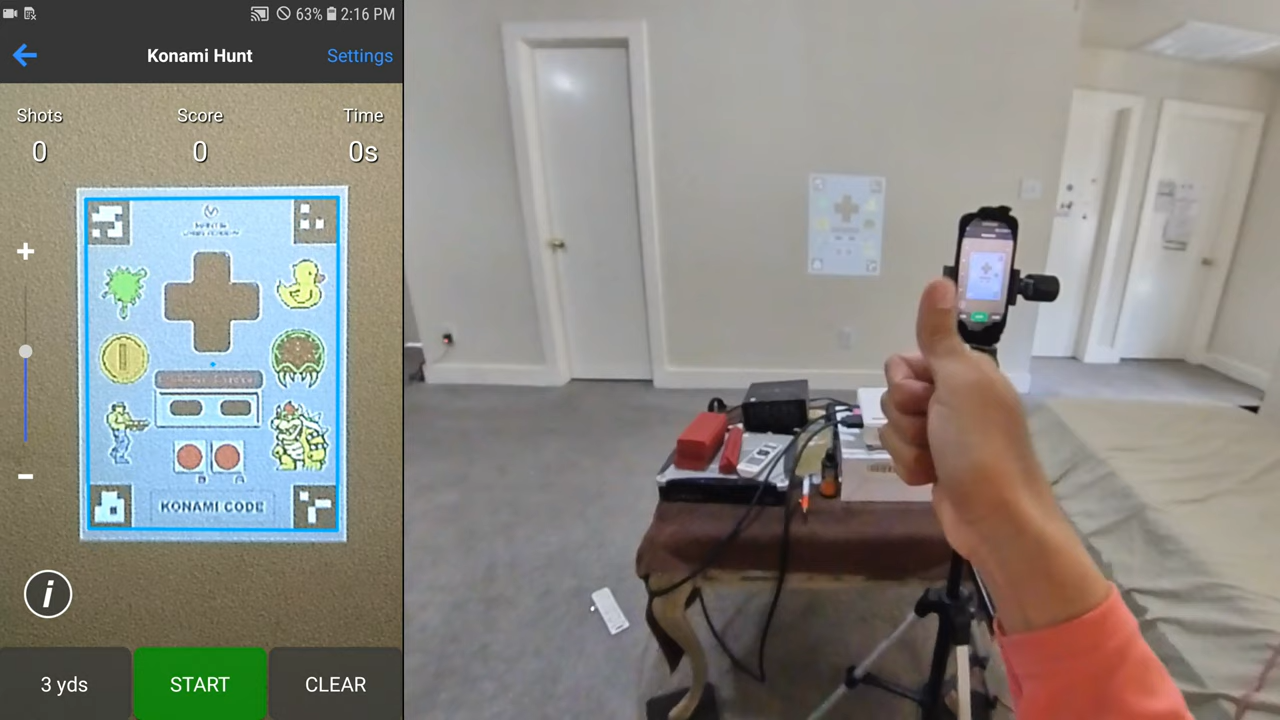 63% 2:16 PM
Konami Hunt Settings
Shots Score Time
0 0 0s
+
-
B A
KONAMI CODE
i
3 yds START CLEAR